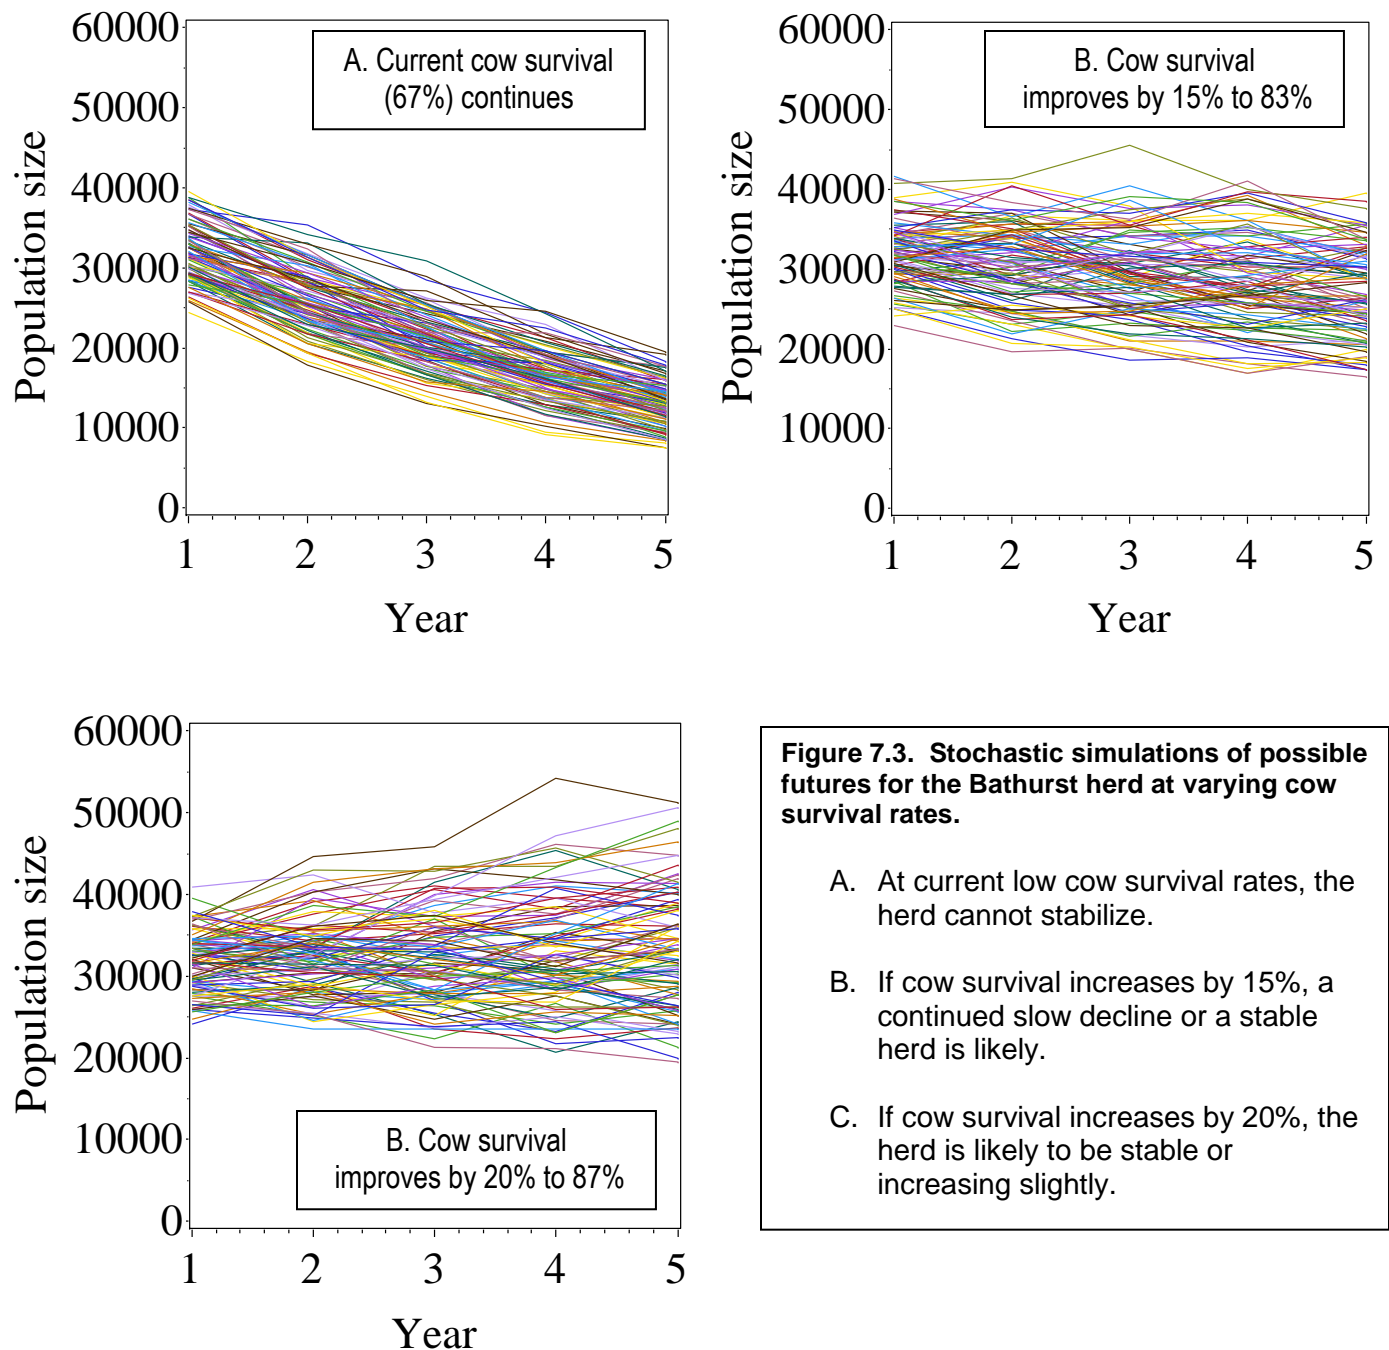 60000
50000
40000
30000
20000
10000
0
Population size
A. Current cow survival
(67%) continues
1 2 3 4 5
Year
60000
50000
40000
30000
20000
10000
0
Population size
B. Cow survival
improves by 15% to 83%
1 2 3 4 5
Year
60000
50000
40000
30000
20000
10000
0
Population size
B. Cow survival
improves by 20% to 87%
1 2 3 4 5
Year
Figure 7.3. Stochastic simulations of possible
futures for the Bathurst herd at varying cow
survival rates.
A. At current low cow survival rates, the
herd cannot stabilize.
B. If cow survival increases by 15%, a
continued slow decline or a stable
herd is likely.
C. If cow survival increases by 20%, the
herd is likely to be stable or
increasing slightly.